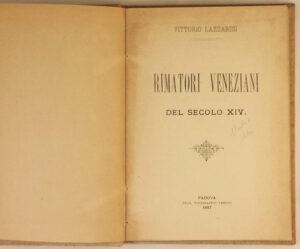 VITTORIO LAZZARINI
RIMATORI VENEZIANI
DEL SECOLO XIV.
PADOVA
1887